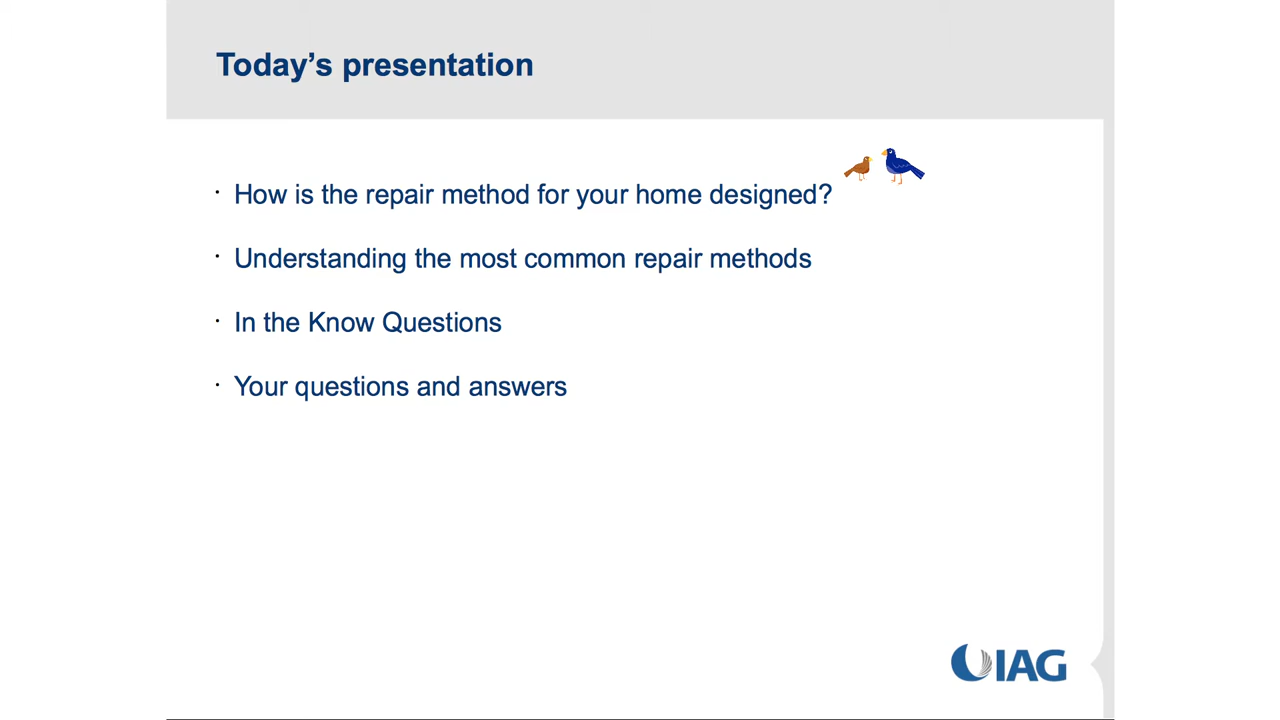 Today’s presentation
· How is the repair method for your home designed?
· Understanding the most common repair methods
· In the Know Questions
· Your questions and answers
IAG